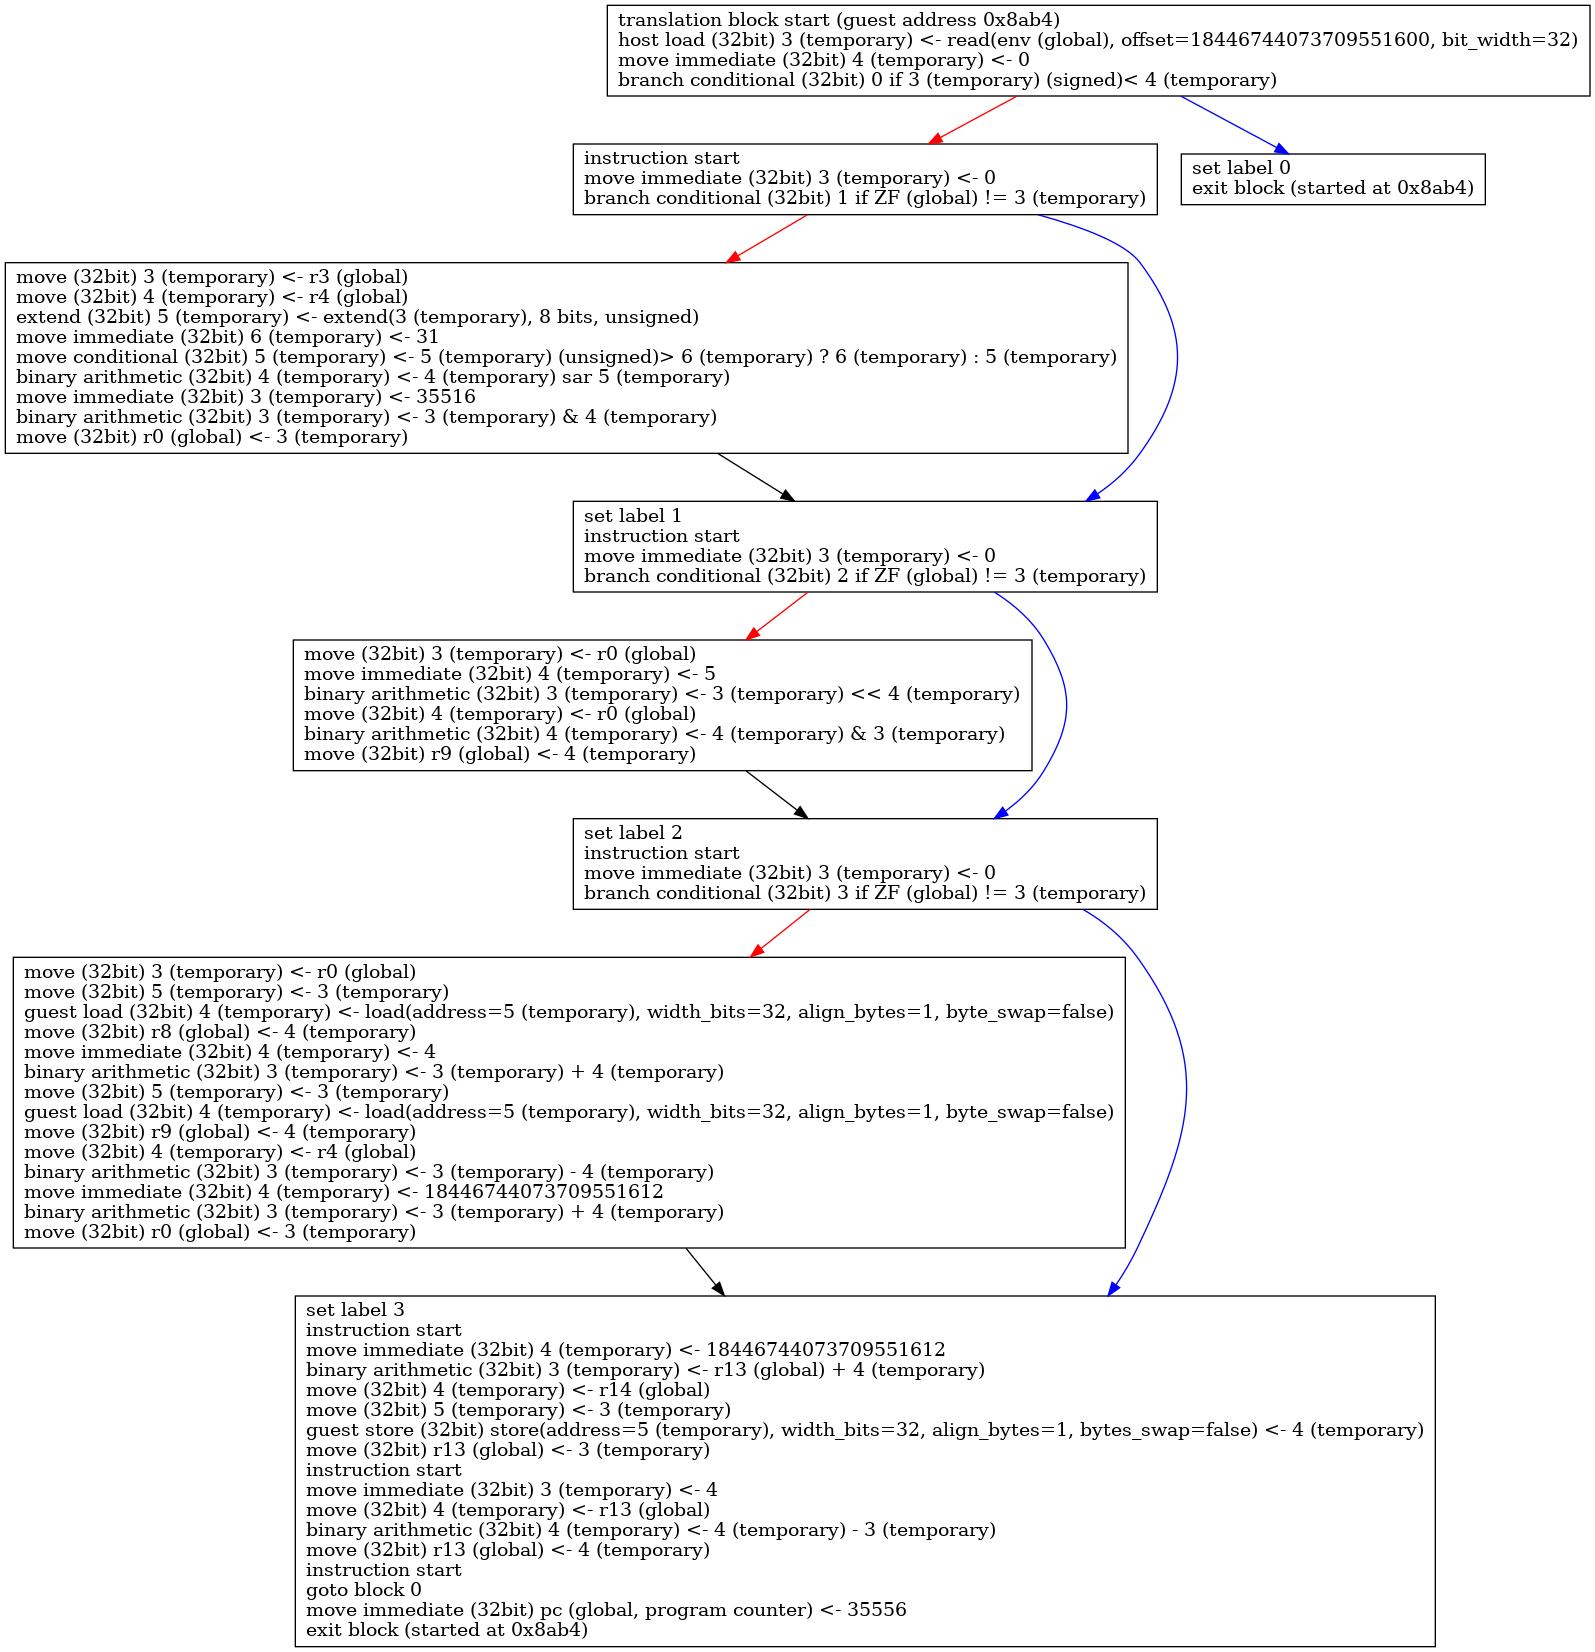 translation block start (guest address 0x8ab4)
host load (32bit) 3 (temporary) <- read(env (global), offset=18446744073709551600, bit_width=32)
move immediate (32bit) 4 (temporary) <- 0
branch conditional (32bit) 0 if 3 (temporary) (signed)< 4 (temporary)
instruction start
move immediate (32bit) 3 (temporary) <- 0
branch conditional (32bit) 1 if ZF (global) != 3 (temporary)
set label 0
exit block (started at 0x8ab4)
move (32bit) 3 (temporary) <- r3 (global)
move (32bit) 4 (temporary) <- r4 (global)
extend (32bit) 5 (temporary) <- extend(3 (temporary), 8 bits, unsigned)
move immediate (32bit) 6 (temporary) <- 31
move conditional (32bit) 5 (temporary) <- 5 (temporary) (unsigned)> 6 (temporary) ? 6 (temporary) : 5 (temporary)
binary arithmetic (32bit) 4 (temporary) <- 4 (temporary) sar 5 (temporary)
move immediate (32bit) 3 (temporary) <- 35516
binary arithmetic (32bit) 3 (temporary) <- 3 (temporary) & 4 (temporary)
move (32bit) r0 (global) <- 3 (temporary)
set label 1
instruction start
move immediate (32bit) 3 (temporary) <- 0
branch conditional (32bit) 2 if ZF (global) != 3 (temporary)
move (32bit) 3 (temporary) <- r0 (global)
move immediate (32bit) 4 (temporary) <- 5
binary arithmetic (32bit) 3 (temporary) <- 3 (temporary) << 4 (temporary)
move (32bit) 4 (temporary) <- r0 (global)
binary arithmetic (32bit) 4 (temporary) <- 4 (temporary) & 3 (temporary)
move (32bit) r9 (global) <- 4 (temporary)
set label 2
instruction start
move immediate (32bit) 3 (temporary) <- 0
branch conditional (32bit) 3 if ZF (global) != 3 (temporary)
move (32bit) 3 (temporary) <- r0 (global)
move (32bit) 5 (temporary) <- 3 (temporary)
guest load (32bit) 4 (temporary) <- load(address=5 (temporary), width_bits=32, align_bytes=1, byte_swap=false)
move (32bit) r8 (global) <- 4 (temporary)
move immediate (32bit) 4 (temporary) <- 4
binary arithmetic (32bit) 3 (temporary) <- 3 (temporary) + 4 (temporary)
move (32bit) 5 (temporary) <- 3 (temporary)
guest load (32bit) 4 (temporary) <- load(address=5 (temporary), width_bits=32, align_bytes=1, byte_swap=false)
move (32bit) r9 (global) <- 4 (temporary)
move (32bit) 4 (temporary) <- r4 (global)
binary arithmetic (32bit) 3 (temporary) <- 3 (temporary) - 4 (temporary)
move immediate (32bit) 4 (temporary) <- 18446744073709551612
binary arithmetic (32bit) 3 (temporary) <- 3 (temporary) + 4 (temporary)
move (32bit) r0 (global) <- 3 (temporary)
set label 3
instruction start
move immediate (32bit) 4 (temporary) <- 18446744073709551612
binary arithmetic (32bit) 3 (temporary) <- r13 (global) + 4 (temporary)
move (32bit) 4 (temporary) <- r14 (global)
move (32bit) 5 (temporary) <- 3 (temporary)
guest store (32bit) store(address=5 (temporary), width_bits=32, align_bytes=1, bytes_swap=false) <- 4 (temporary)
move (32bit) r13 (global) <- 3 (temporary)
instruction start
move immediate (32bit) 3 (temporary) <- 4
move (32bit) 4 (temporary) <- r13 (global)
binary arithmetic (32bit) 4 (temporary) <- 4 (temporary) - 3 (temporary)
move (32bit) r13 (global) <- 4 (temporary)
instruction start
goto block 0
move immediate (32bit) pc (global, program counter) <- 35556
exit block (started at 0x8ab4)